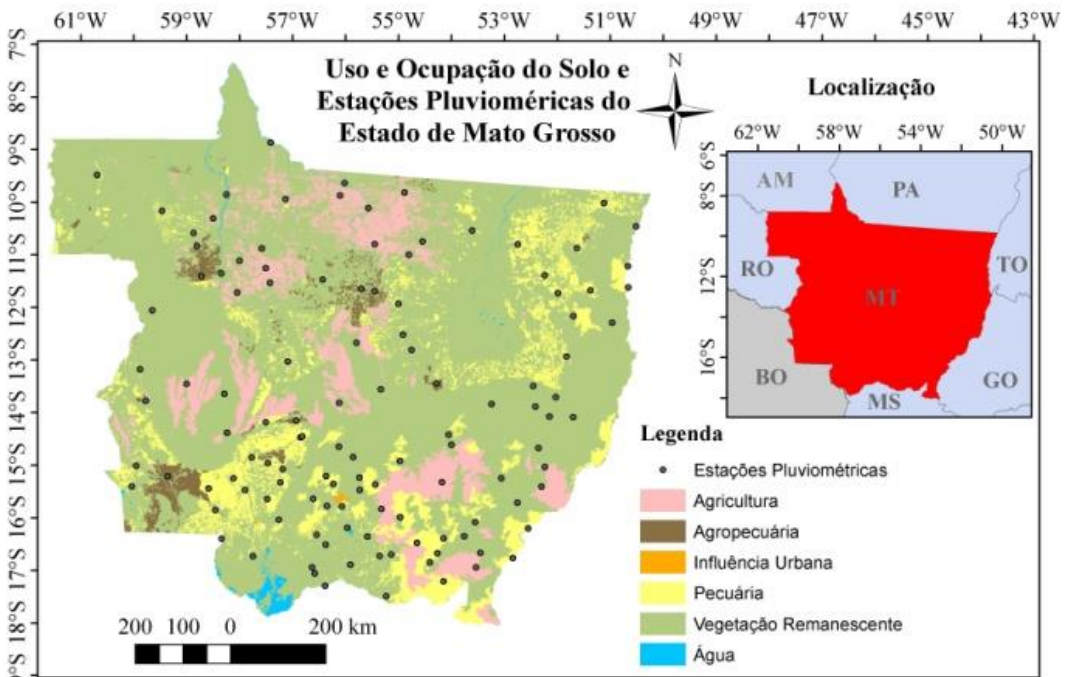 61°W 59°W 57°W 55°W 53°W 51°W 49°W 47°W 45°W 43°W
7°S
8°S
9°S
10°S
11°S
12°S
13°S
14°S
15°S
16°S
17°S
18°S
9°S
Uso e Ocupação do Solo e
Estações Pluvioméricas do
Estado de Mato Grosso
N
Localização
62°W 58°W 54°W 50°W
6°S
8°S
12°S
16°S
AM
PA
RO
MT
TO
BO
GO
MS
Legenda
Estações Pluviométricas
Agricultura
Agropecuária
Influência Urbana
Pecuária
Vegetação Remanescente
Água
200 100 0 200 km